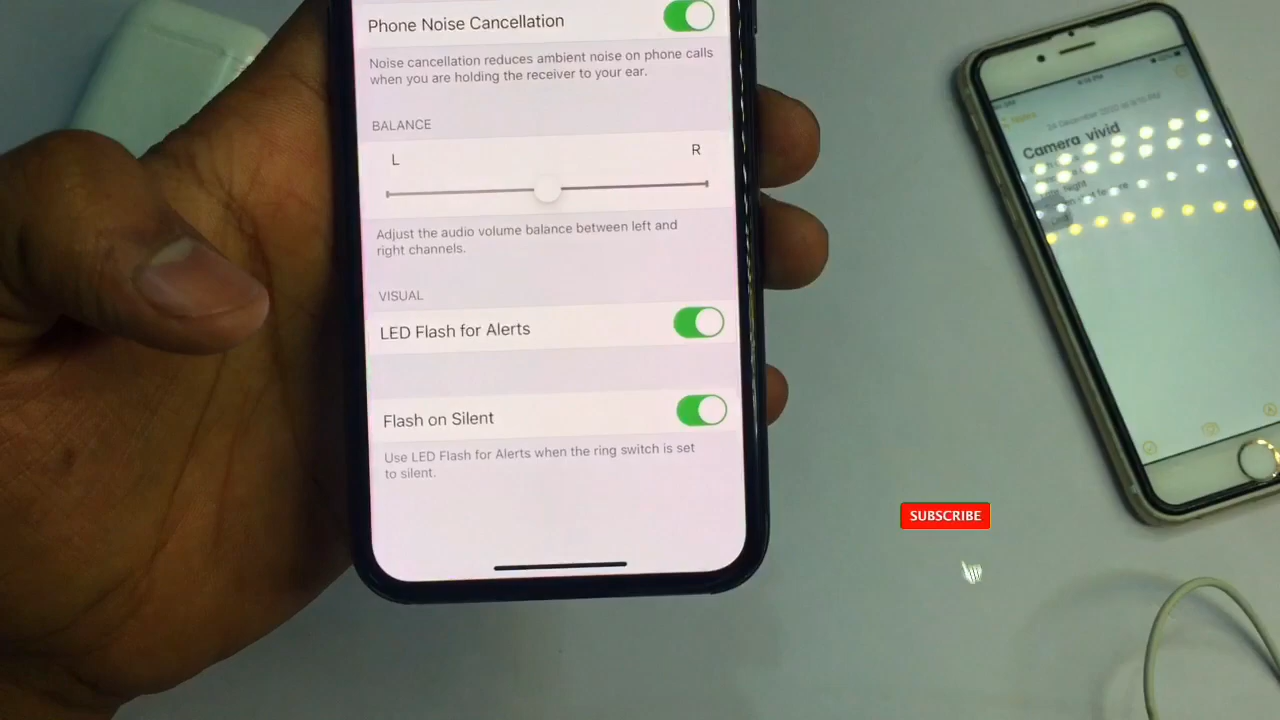 Phone Noise Cancellation
Noise cancellation reduces ambient noise on phone calls
when you are holding the receiver to your ear.
BALANCE
L
R
Adjust the audio volume balance between left and
right channels.
VISUAL
LED Flash for Alerts
Flash on Silent
Use LED Flash for Alerts when the ring switch is set
to silent.
Camera vivid
Night
SUBSCRIBE